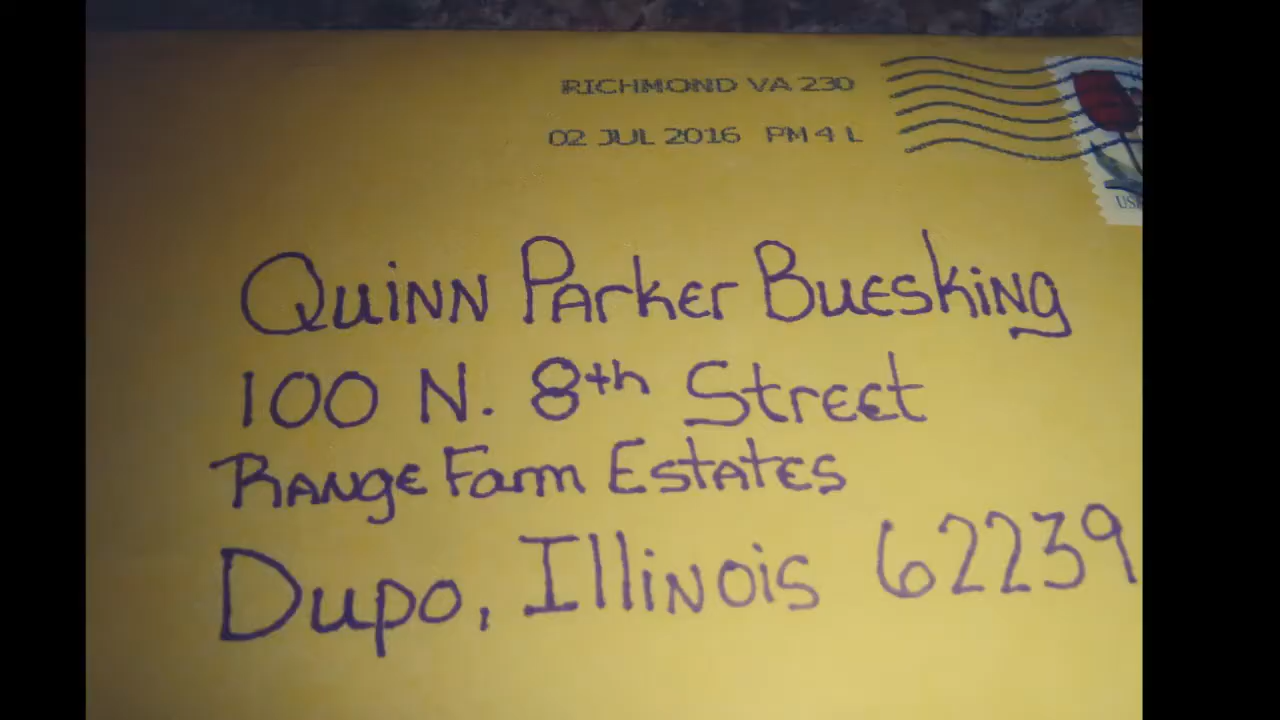 RICHMOND VA 230
02 JUL 2016 PM 4 L
USA
Quinn Parker Buesking
100 N. 8th Street
Range Farm Estates
Dupo, Illinois 62239